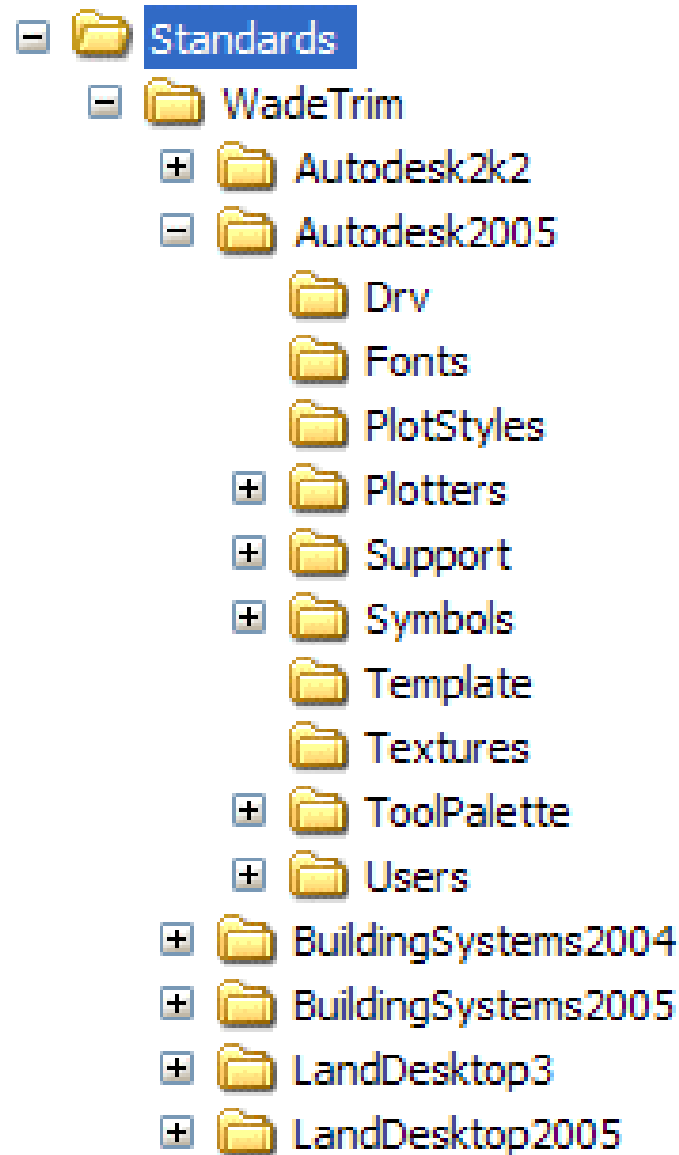 Standards
WadeTrim
Autodesk2k2
Autodesk2005
Drv
Fonts
PlotStyles
Plotters
Support
Symbols
Template
Textures
ToolPalette
Users
BuildingSystems2004
BuildingSystems2005
LandDesktop3
LandDesktop2005